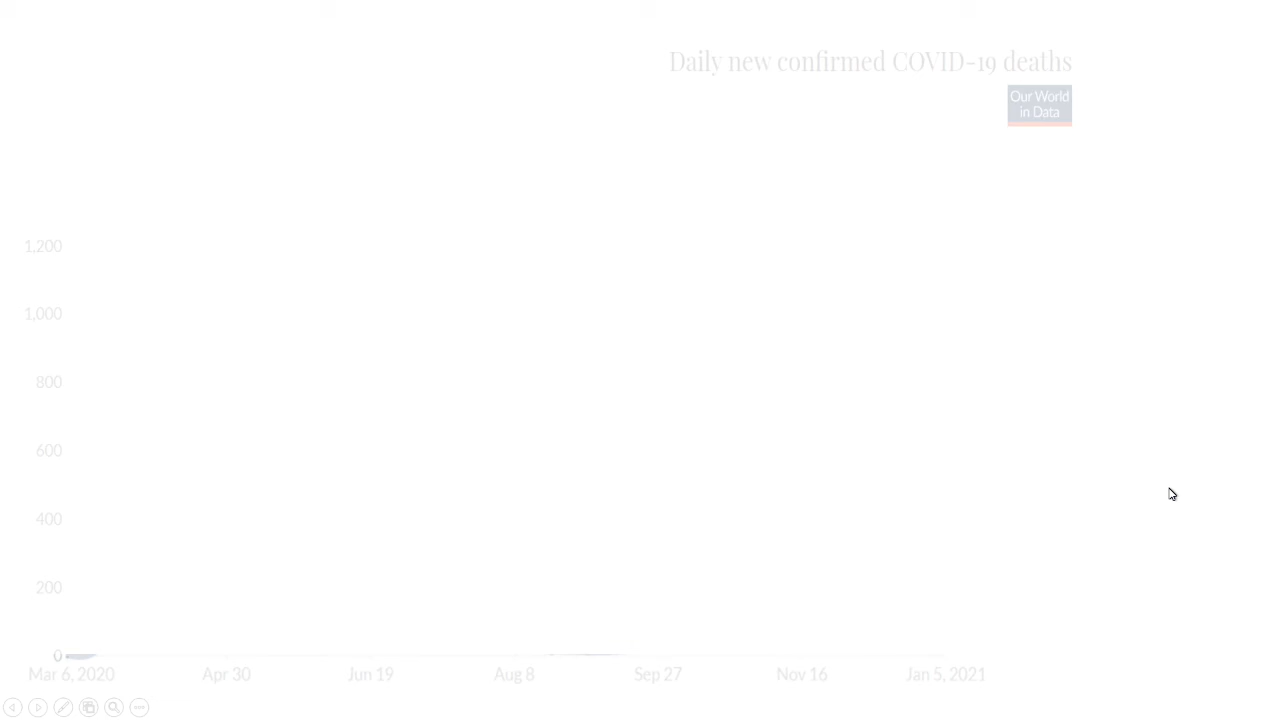 Daily new confirmed COVID-19 deaths
Our World
in Data
1,200
1,000
800
600
400
200
0
Mar 6, 2020 Apr 30 Jun 19 Aug 8 Sep 27 Nov 16 Jan 5, 2021